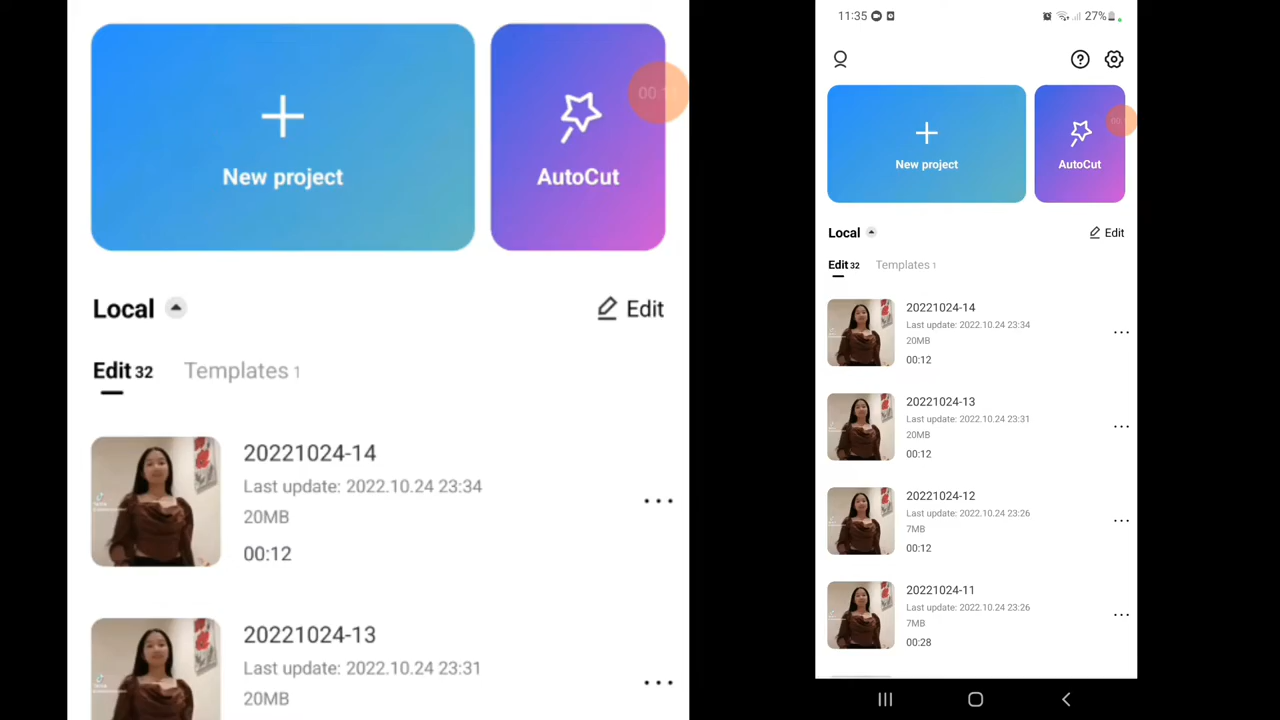 00:1
New project
AutoCut
Local
Edit
Edit 32
Templates 1
20221024-14
Last update: 2022.10.24 23:34
20MB
00:12
20221024-13
Last update: 2022.10.24 23:31
20MB
11:35
27%
00:
New project
AutoCut
Local
Edit
Edit 32
Templates 1
20221024-14
Last update: 2022.10.24 23:34
20MB
00:12
20221024-13
Last update: 2022.10.24 23:31
20MB
00:12
20221024-12
Last update: 2022.10.24 23:26
7MB
00:12
20221024-11
Last update: 2022.10.24 23:26
7MB
00:28